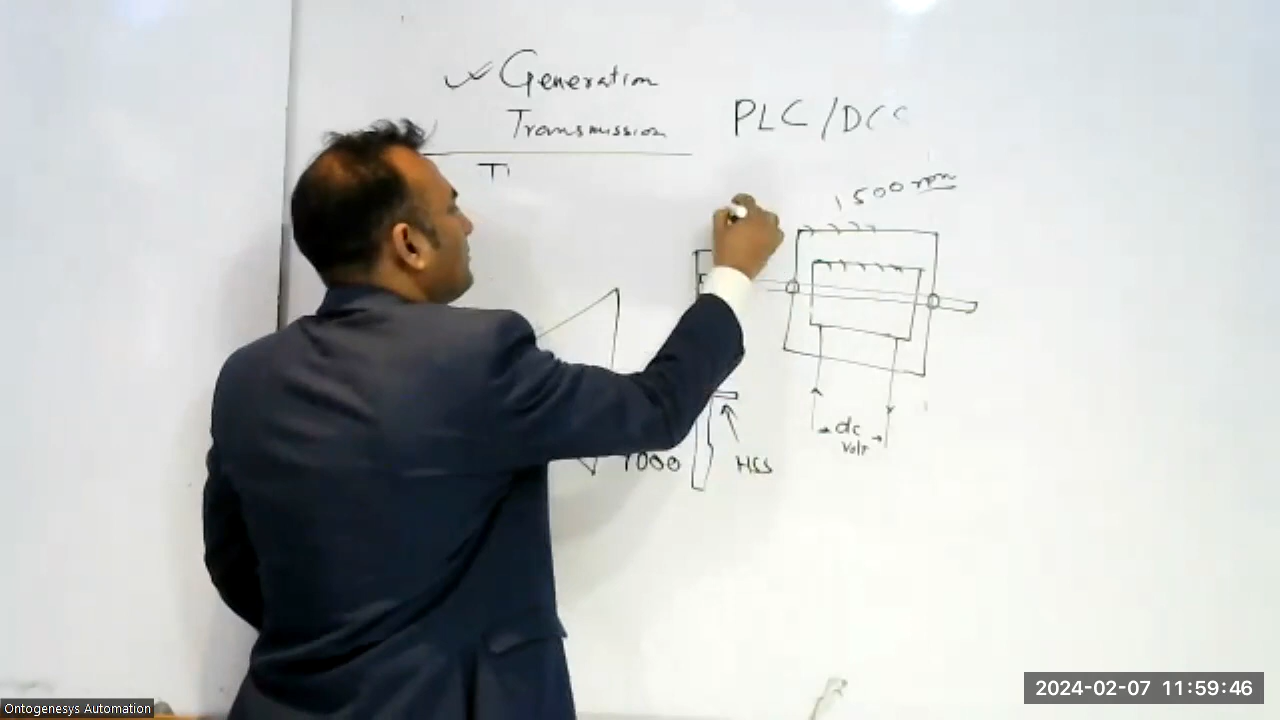 Generation
Transmission
PLC/DCS
1500 rpm
dc
Volt
1000
HSS
Ontogenesys Automation
2024-02-07 11:59:46